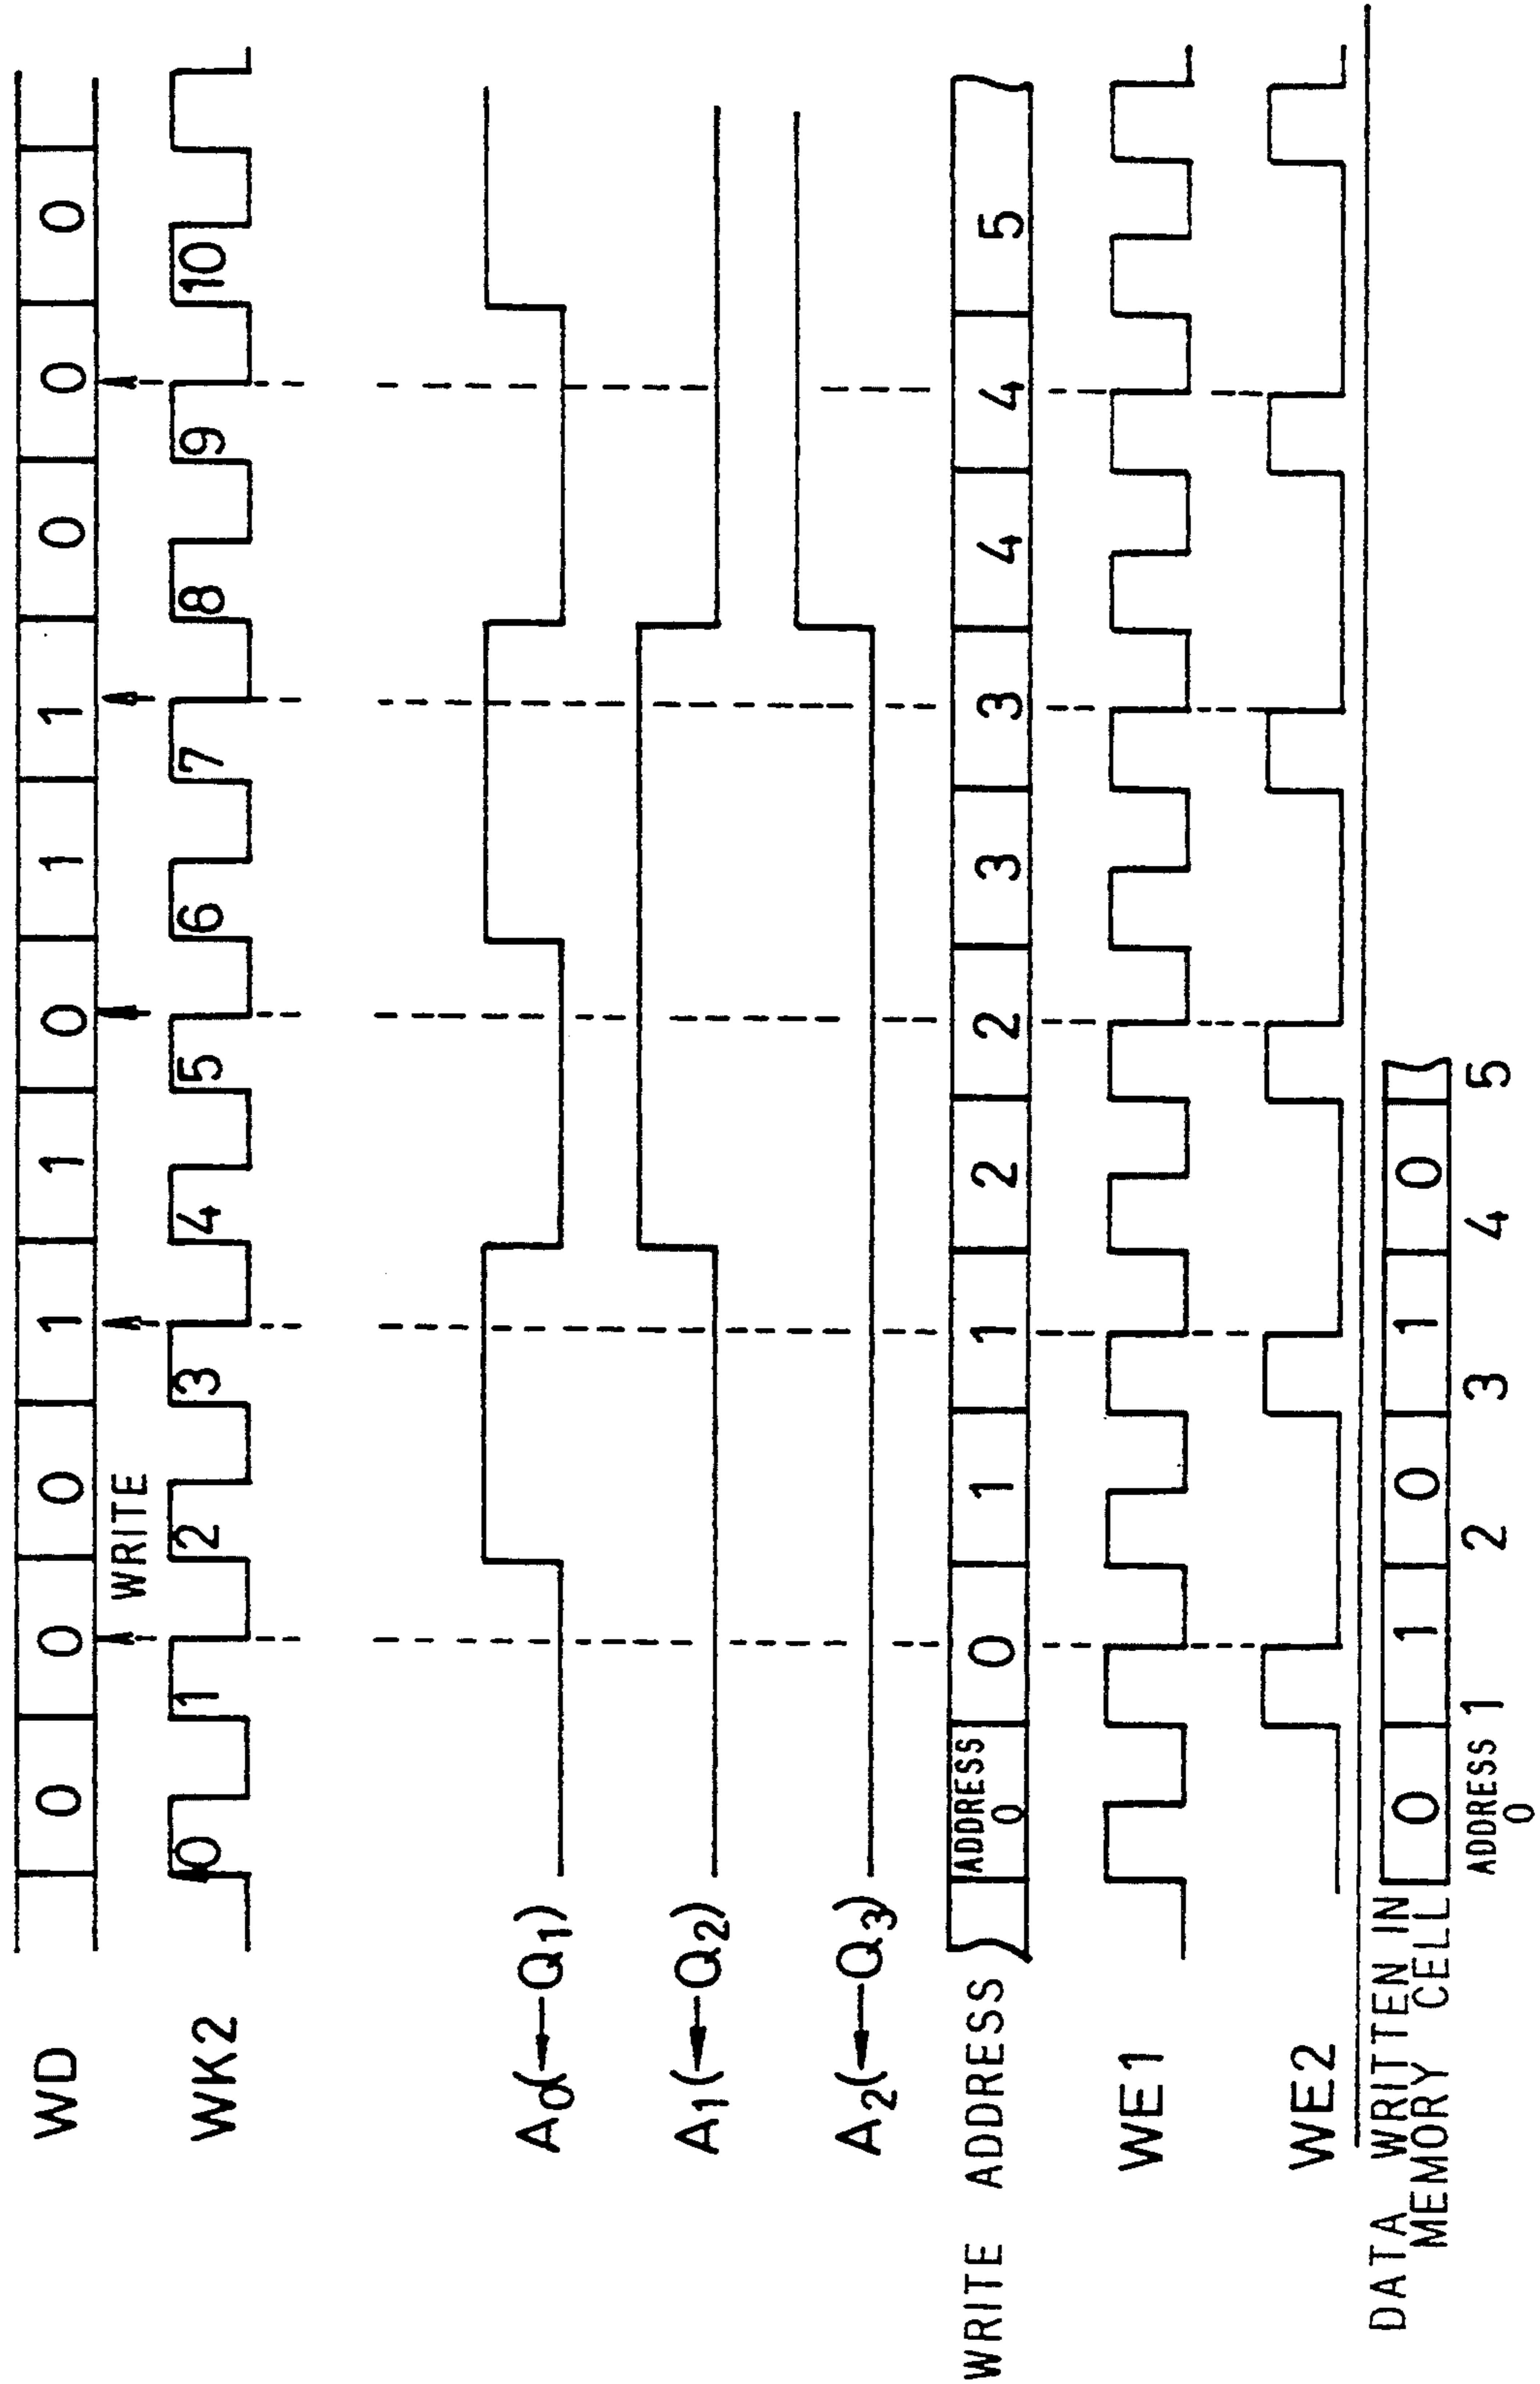 WD 0 0 0 1 1 0 1 1 0 0 0
WRITE
WK2 0 1 2 3 4 5 6 7 8 9 10
A0(←Q1)
A1(←Q2)
A2(←Q3)
WRITE ADDRESS ADDRESS 0 0 1 1 2 2 3 3 4 4 5
WE1
WE2
DATA WRITTEN IN
MEMORY CELL 0 1 0 1 0
ADDRESS 0 1 2 3 4 5